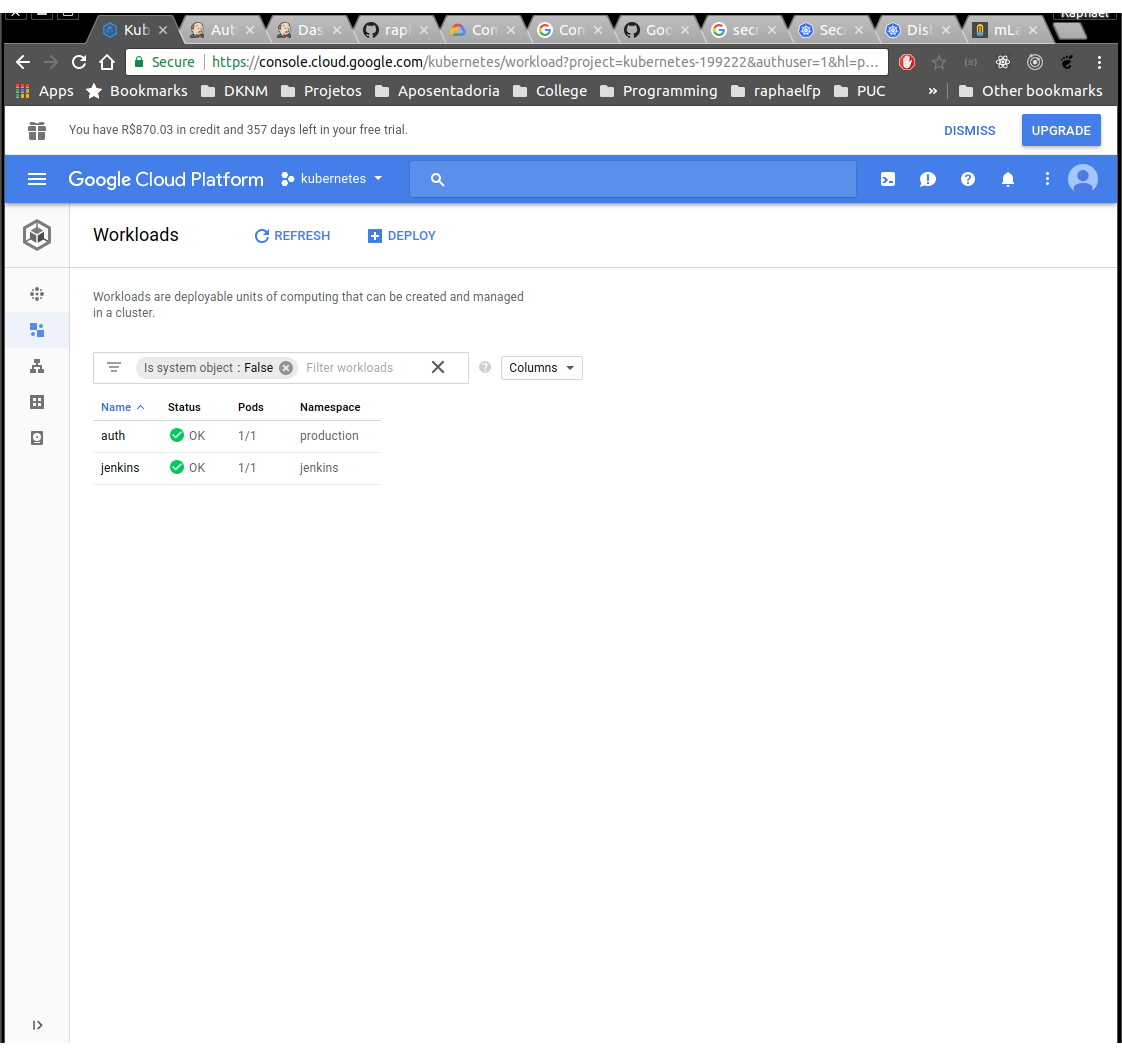 Raphael
Kub Aut Das rapl Con Con Goo sec Sec Dist mLa
Secure https://console.cloud.google.com/kubernetes/workload?project=kubernetes-199222&authuser=1&hl=p...
Apps Bookmarks DKNM Projetos Aposentadoria College Programming raphaelfp PUC » Other bookmarks
You have R$870.03 in credit and 357 days left in your free trial. DISMISS UPGRADE
Google Cloud Platform kubernetes
Workloads REFRESH DEPLOY
Workloads are deployable units of computing that can be created and managed
in a cluster.
Is system object : False Filter workloads Columns
Name Status Pods Namespace
auth OK 1/1 production
jenkins OK 1/1 jenkins